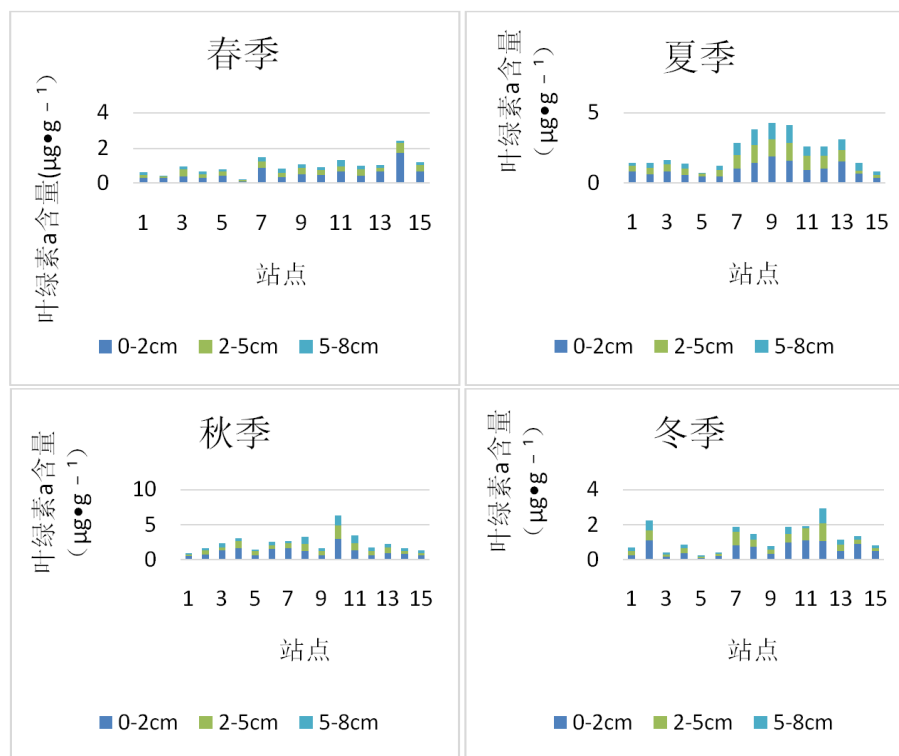 春季
叶绿素a含量(μg•g﹣¹)
4
2
0
1 3 5 7 9 11 13 15
站点
0-2cm 2-5cm 5-8cm
夏季
叶绿素a含量
（μg•g﹣¹）
5
0
1 3 5 7 9 11 13 15
站点
0-2cm 2-5cm 5-8cm
秋季
叶绿素a含量
（μg•g﹣¹）
10
5
0
1 3 5 7 9 11 13 15
站点
0-2cm 2-5cm 5-8cm
冬季
叶绿素a含量
（μg•g﹣¹）
4
2
0
1 3 5 7 9 11 13 15
站点
0-2cm 2-5cm 5-8cm